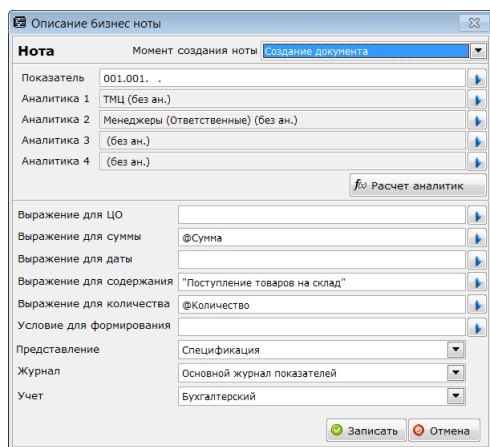 Описание бизнес ноты
Нота Момент создания ноты Создание документа
Показатель 001.001. .
Аналитика 1 ТМЦ (без ан.)
Аналитика 2 Менеджеры (Ответственные) (без ан.)
Аналитика 3 (без ан.)
Аналитика 4 (без ан.)
f(x) Расчет аналитик
Выражение для ЦО
Выражение для суммы @Сумма
Выражение для даты
Выражение для содержания "Поступление товаров на склад"
Выражение для количества @Количество
Условие для формирования
Представление Спецификация
Журнал Основной журнал показателей
Учет Бухгалтерский
Записать Отмена